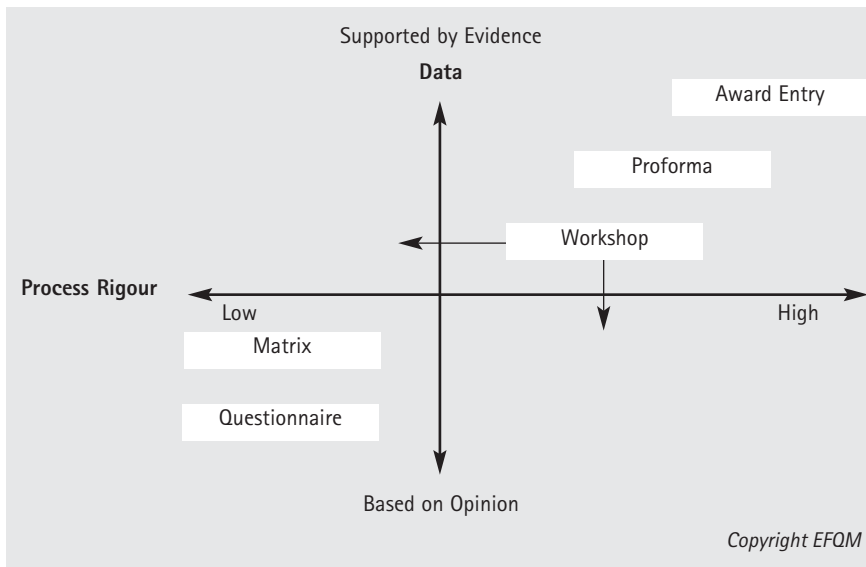 Supported by Evidence
Data
Award Entry
Proforma
Workshop
Process Rigour
Low
High
Matrix
Questionnaire
Based on Opinion
Copyright EFQM